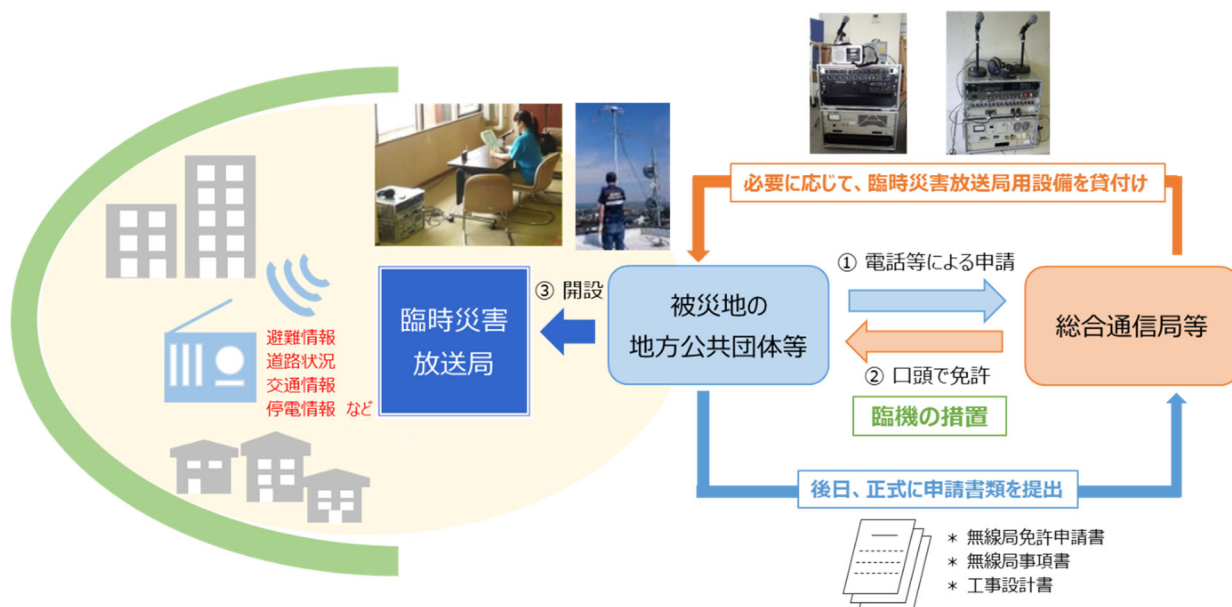 必要に応じて、臨時災害放送局用設備を貸付け
① 電話等による申請
③ 開設
臨時災害
放送局
被災地の
地方公共団体等
総合通信局等
避難情報
道路状況
交通情報
停電情報 など
② 口頭で免許
臨機の措置
後日、正式に申請書類を提出
* 無線局免許申請書
* 無線局事項書
* 工事設計書